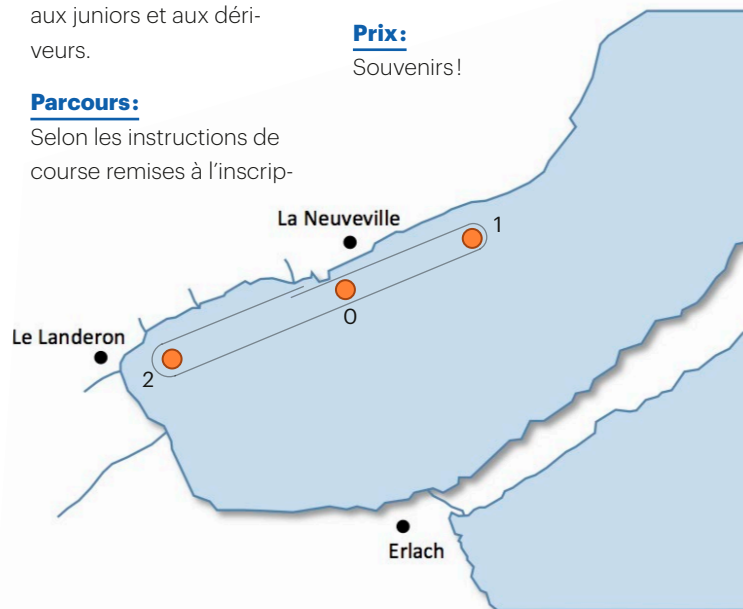 aux juniors et aux déri-
veurs.
Parcours:
Selon les instructions de
course remises à l'inscrip-
Prix:
Souvenirs!
La Neuveville
1
0
Le Landeron
2
Erlach